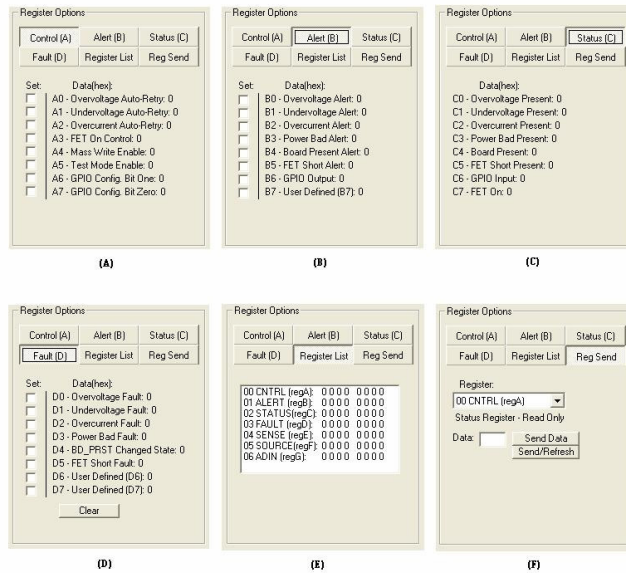 Register Options
Control (A) Alert (B) Status (C)
Fault (D) Register List Reg Send
Set: Data(hex):
A0 - Overvoltage Auto-Retry: 0
A1 - Undervoltage Auto-Retry: 0
A2 - Overcurrent Auto-Retry: 0
A3 - FET On Control: 0
A4 - Mass Write Enable: 0
A5 - Test Mode Enable: 0
A6 - GPIO Config. Bit One: 0
A7 - GPIO Config. Bit Zero: 0
(A)
Register Options
Control (A) Alert (B) Status (C)
Fault (D) Register List Reg Send
Set: Data(hex):
B0 - Overvoltage Alert: 0
B1 - Undervoltage Alert: 0
B2 - Overcurrent Alert: 0
B3 - Power Bad Alert: 0
B4 - Board Present Alert: 0
B5 - FET Short Alert: 0
B6 - GPIO Output: 0
B7 - User Defined (B7): 0
(B)
Register Options
Control (A) Alert (B) Status (C)
Fault (D) Register List Reg Send
Data(hex):
C0 - Overvoltage Present: 0
C1 - Undervoltage Present: 0
C2 - Overcurrent Present: 0
C3 - Power Bad Present: 0
C4 - Board Present: 0
C5 - FET Short Present: 0
C6 - GPIO Input: 0
C7 - FET On: 0
(C)
Register Options
Control (A) Alert (B) Status (C)
Fault (D) Register List Reg Send
Set: Data(hex):
D0 - Overvoltage Fault: 0
D1 - Undervoltage Fault: 0
D2 - Overcurrent Fault: 0
D3 - Power Bad Fault: 0
D4 - BD_PRST Changed State: 0
D5 - FET Short Fault: 0
D6 - User Defined (D6): 0
D7 - User Defined (D7): 0
Clear
(D)
Register Options
Control (A) Alert (B) Status (C)
Fault (D) Register List Reg Send
00 CNTRL (regA): 0 0 0 0 0 0 0 0
01 ALERT (regB): 0 0 0 0 0 0 0 0
02 STATUS(regC): 0 0 0 0 0 0 0 0
03 FAULT (regD): 0 0 0 0 0 0 0 0
04 SENSE (regE): 0 0 0 0 0 0 0 0
05 SOURCE(regF): 0 0 0 0 0 0 0 0
06 ADIN (regG): 0 0 0 0 0 0 0 0
(E)
Register Options
Control (A) Alert (B) Status (C)
Fault (D) Register List Reg Send
Register:
00 CNTRL (regA)
Status Register - Read Only
Data: Send Data
Send/Refresh
(F)